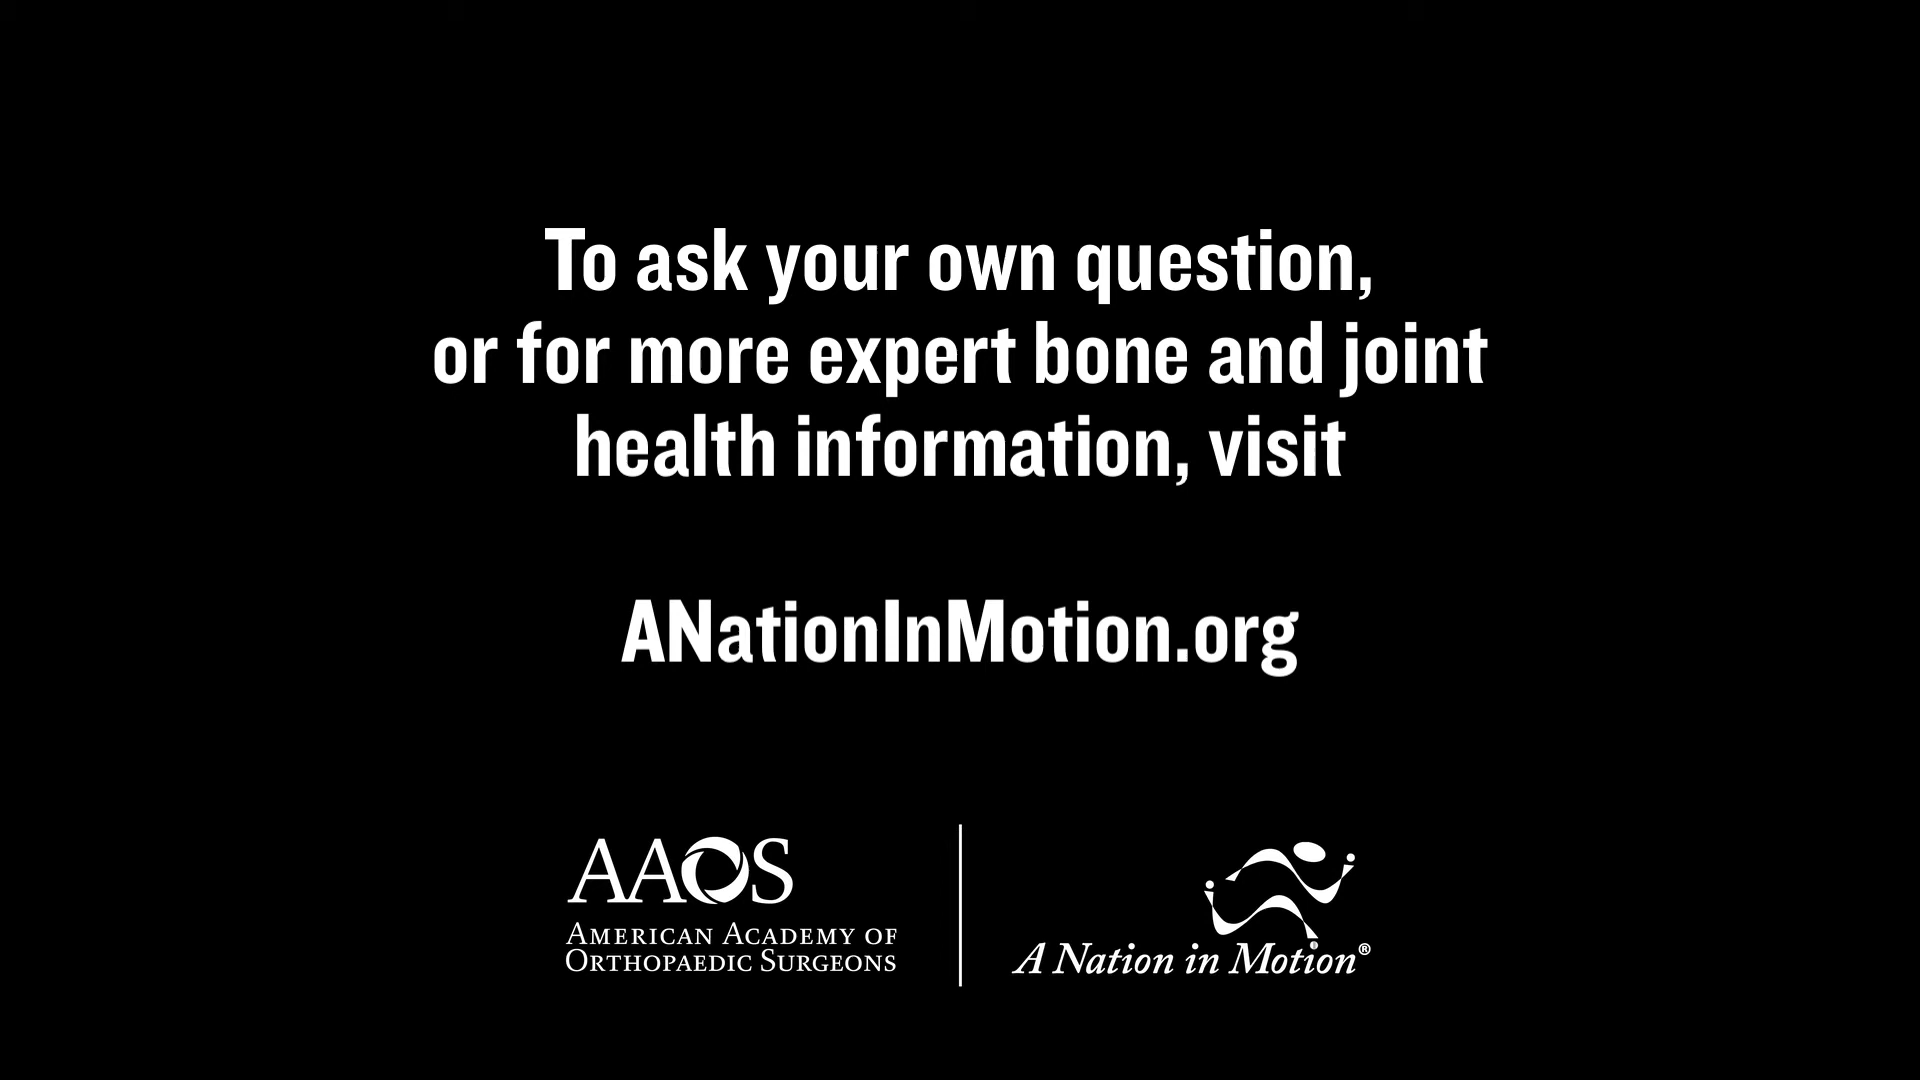 To ask your own question,
or for more expert bone and joint
health information, visit
ANationInMotion.org
AAOS
AMERICAN ACADEMY OF
ORTHOPAEDIC SURGEONS
A Nation in Motion®